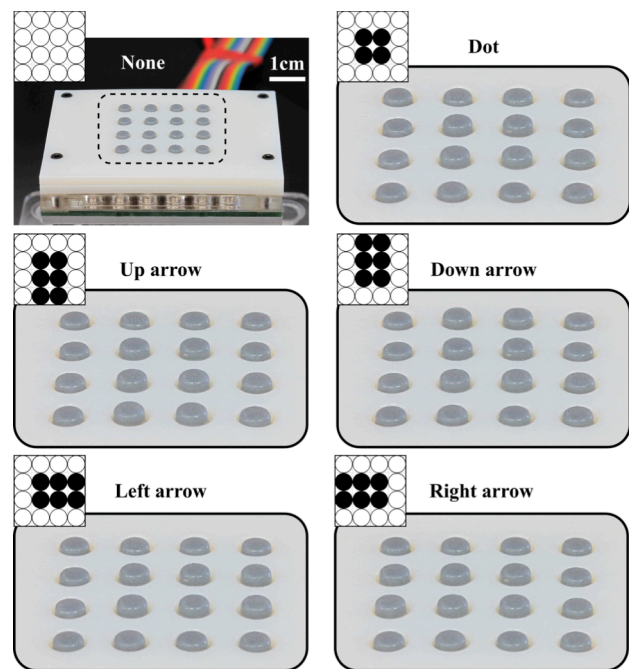 None
1cm
Dot
Up arrow
Down arrow
Left arrow
Right arrow